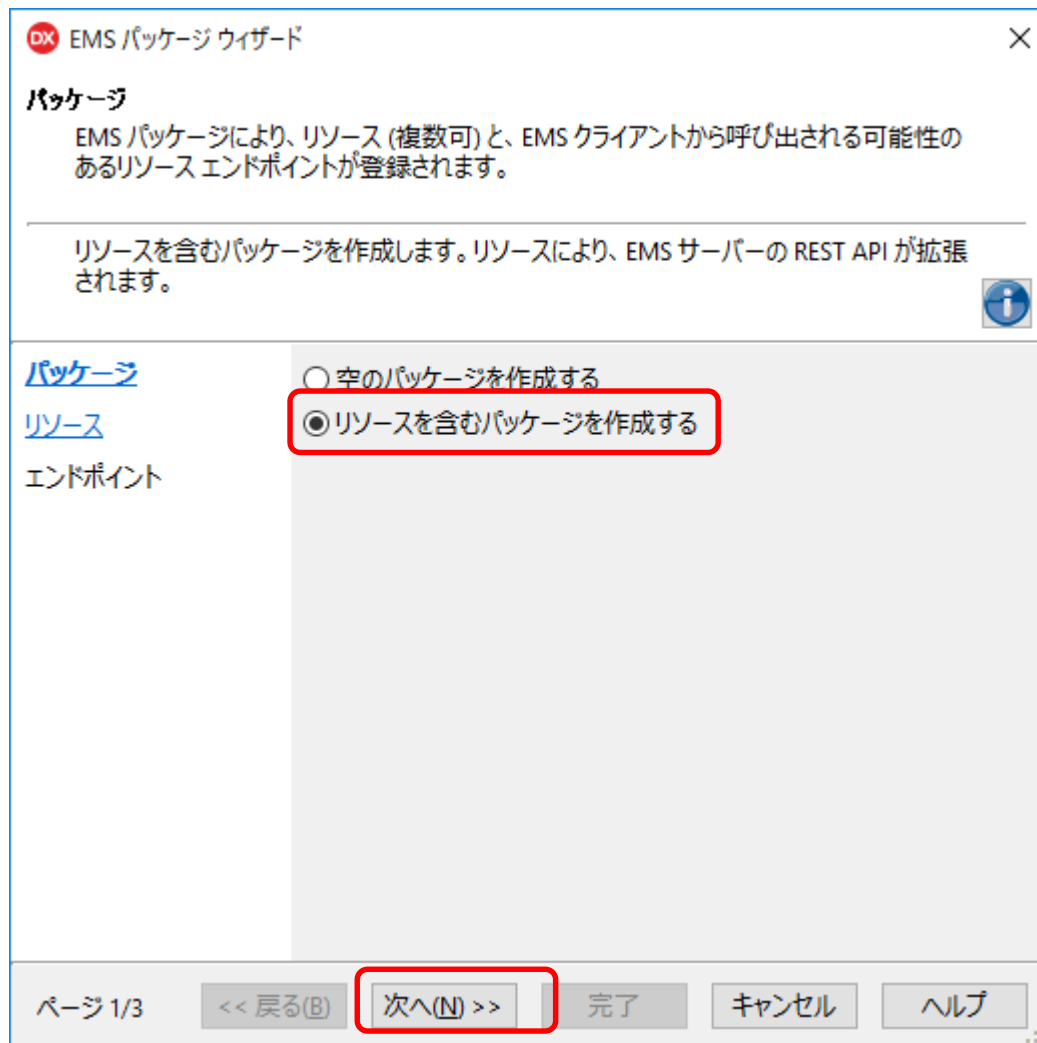 DX EMS パッケージ ウィザード
パッケージ
EMS パッケージにより、リソース (複数可) と、EMS クライアントから呼び出される可能性の
あるリソース エンドポイントが登録されます。
リソースを含むパッケージを作成します。リソースにより、EMS サーバーの REST API が拡張
されます。
パッケージ
空のパッケージを作成する
リソース
リソースを含むパッケージを作成する
エンドポイント
ページ 1/3 << 戻る(B) 次へ(N) >> 完了 キャンセル ヘルプ